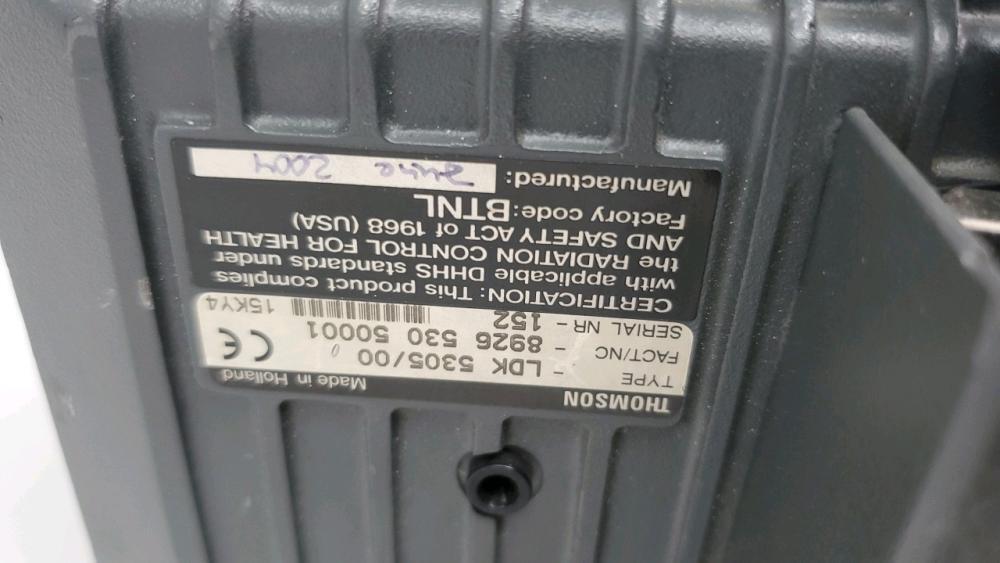 THOMSON Made in Holland
TYPE - LDK 5305/00 CE
FACT/NC - 8926 530 50001
SERIAL NR - 152 15KY4
CERTIFICATION: This product complies
with applicable DHHS standards under
the RADIATION CONTROL FOR HEALTH
AND SAFETY ACT of 1968 (USA)
Factory code: BTNL
Manufactured: June 2004